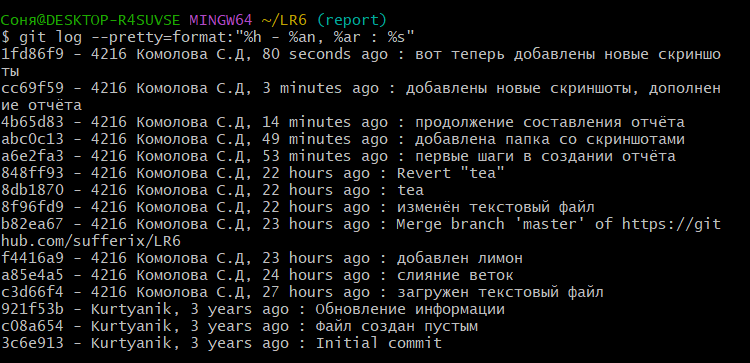 Соня@DESKTOP-R4SUVSE MINGW64 ~/LR6 (report)
$ git log --pretty=format:"%h - %an, %ar : %s"
1fd86f9 - 4216 Комолова С.Д, 80 seconds ago : вот теперь добавлены новые скриншо
ты
cc69f59 - 4216 Комолова С.Д, 3 minutes ago : добавлены новые скриншоты, дополнен
ие отчёта
4b65d83 - 4216 Комолова С.Д, 14 minutes ago : продолжение составления отчёта
abc0c13 - 4216 Комолова С.Д, 49 minutes ago : добавлена папка со скриншотами
a6e2fa3 - 4216 Комолова С.Д, 53 minutes ago : первые шаги в создании отчёта
848ff93 - 4216 Комолова С.Д, 22 hours ago : Revert "tea"
8db1870 - 4216 Комолова С.Д, 22 hours ago : tea
8f96fd9 - 4216 Комолова С.Д, 22 hours ago : изменён текстовый файл
b82ea67 - 4216 Комолова С.Д, 23 hours ago : Merge branch 'master' of https://git
hub.com/sufferix/LR6
f4416a9 - 4216 Комолова С.Д, 23 hours ago : добавлен лимон
a85e4a5 - 4216 Комолова С.Д, 24 hours ago : слияние веток
c3d66f4 - 4216 Комолова С.Д, 27 hours ago : загружен текстовый файл
921f53b - Kurtyanik, 3 years ago : Обновление информации
c08a654 - Kurtyanik, 3 years ago : Файл создан пустым
3c6e913 - Kurtyanik, 3 years ago : Initial commit